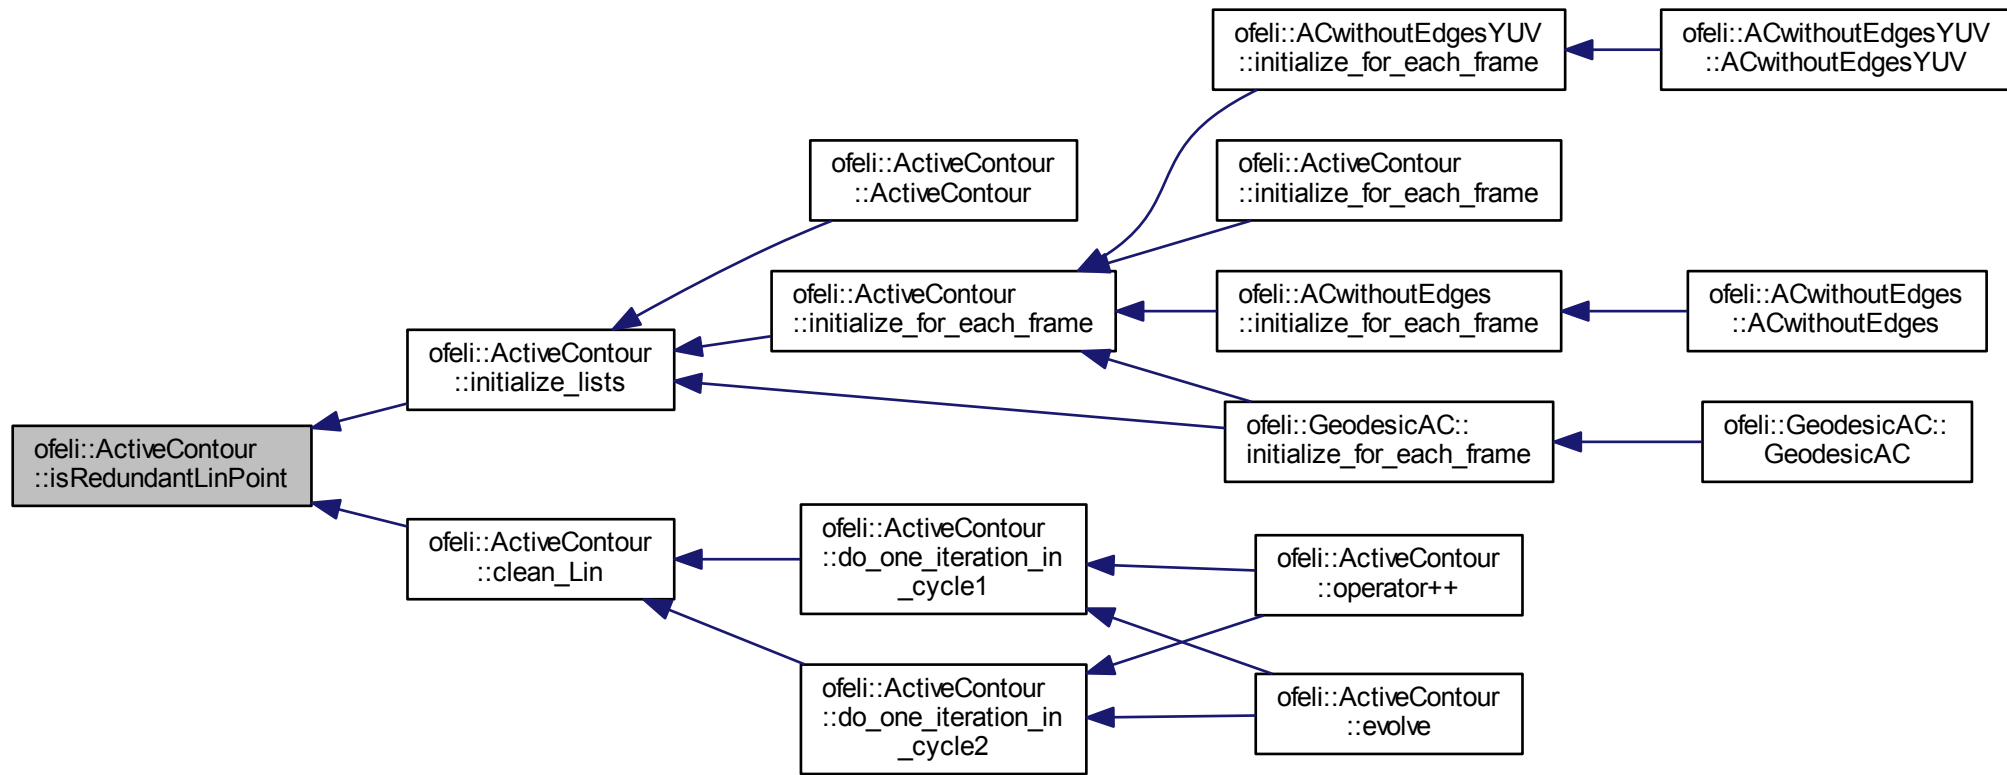 ofeli::ACwithoutEdgesYUV
::initialize_for_each_frame
ofeli::ACwithoutEdgesYUV
::ACwithoutEdgesYUV
ofeli::ActiveContour
::ActiveContour
ofeli::ActiveContour
::initialize_for_each_frame
ofeli::ActiveContour
::initialize_for_each_frame
ofeli::ACwithoutEdges
::initialize_for_each_frame
ofeli::ACwithoutEdges
::ACwithoutEdges
ofeli::ActiveContour
::initialize_lists
ofeli::GeodesicAC::
initialize_for_each_frame
ofeli::GeodesicAC::
GeodesicAC
ofeli::ActiveContour
::isRedundantLinPoint
ofeli::ActiveContour
::clean_Lin
ofeli::ActiveContour
::do_one_iteration_in
_cycle1
ofeli::ActiveContour
::operator++
ofeli::ActiveContour
::do_one_iteration_in
_cycle2
ofeli::ActiveContour
::evolve